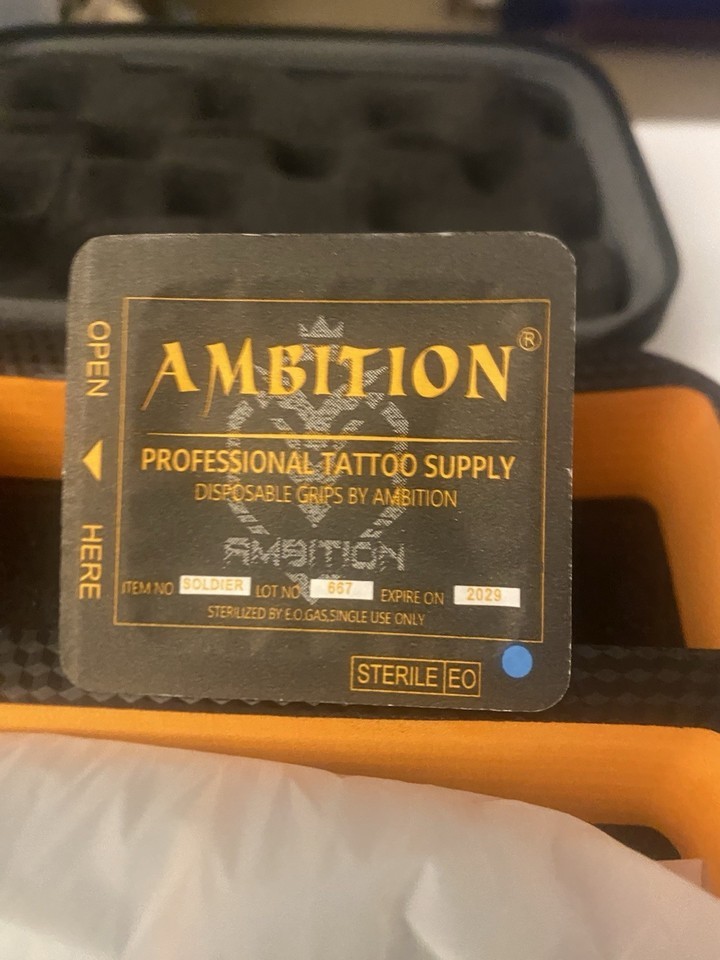 AMBITION®
PROFESSIONAL TATTOO SUPPLY
DISPOSABLE GRIPS BY AMBITION
AMBITION
ITEM NO SOLDIER LOT NO 667 EXPIRE ON 2029
STERILIZED BY E.O.GAS,SINGLE USE ONLY
STERILE EO
OPEN
HERE